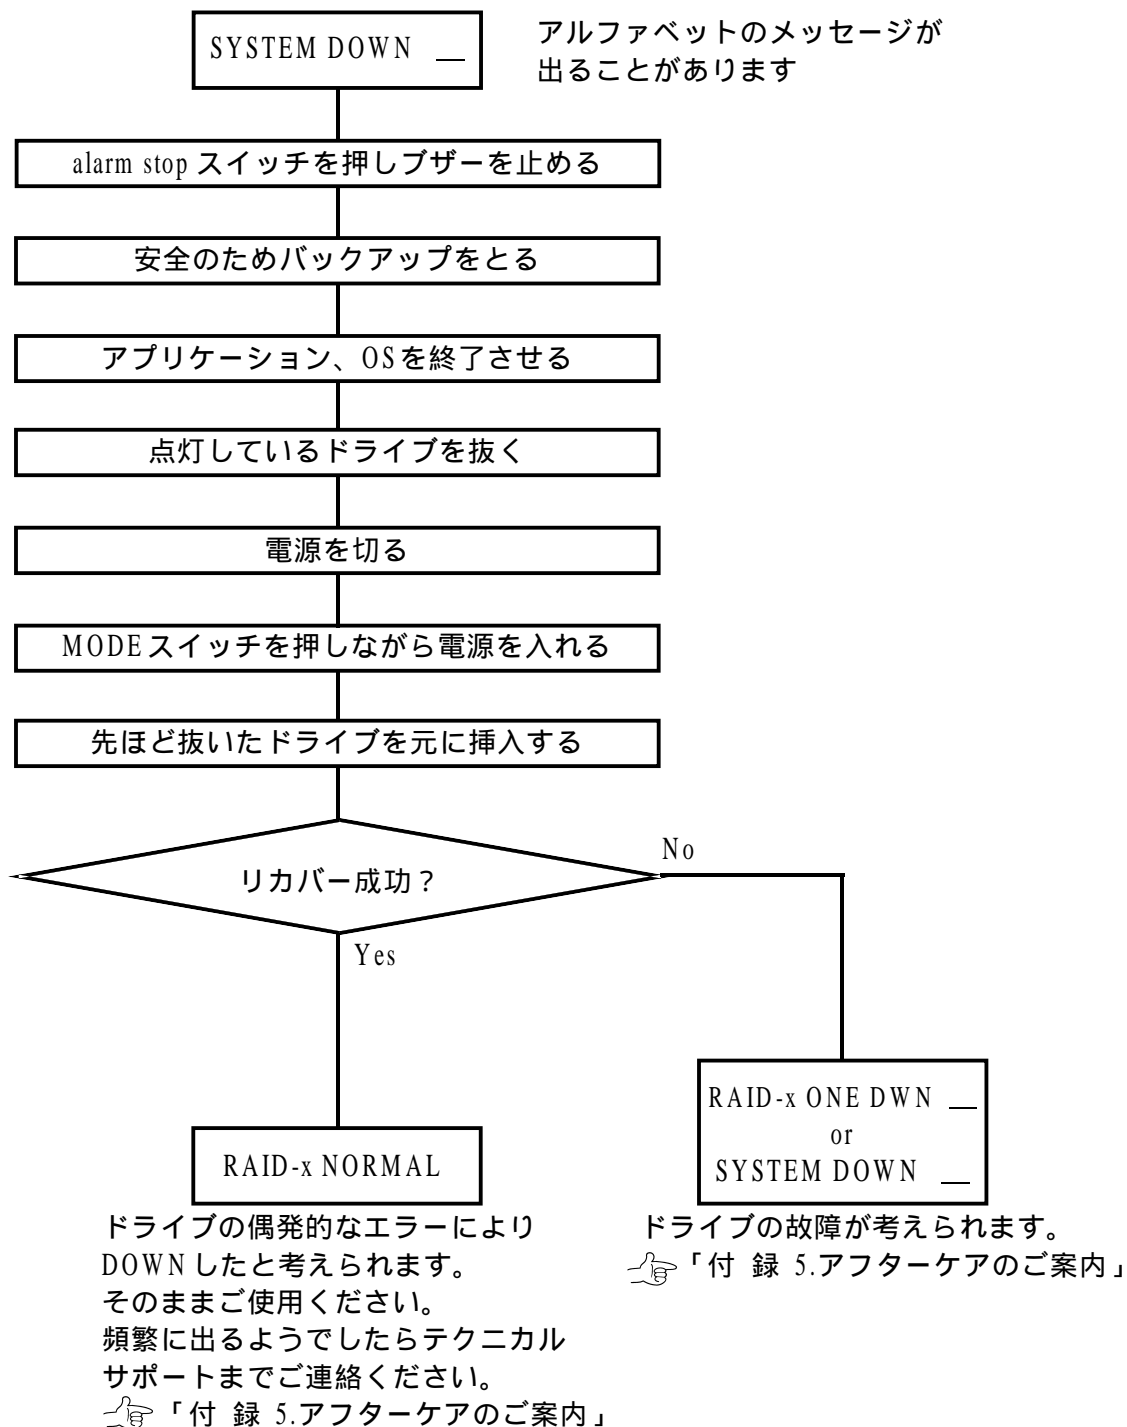 SYSTEM DOWN __
アルファベットのメッセージが
出ることがあります
alarm stop スイッチを押しブザーを止める
安全のためバックアップをとる
アプリケーション、OSを終了させる
点灯しているドライブを抜く
電源を切る
MODEスイッチを押しながら電源を入れる
先ほど抜いたドライブを元に挿入する
リカバー成功？
No
Yes
RAID-x ONE DWN __
or
SYSTEM DOWN __
RAID-x NORMAL
ドライブの偶発的なエラーにより
DOWNしたと考えられます。
そのままご使用ください。
頻繁に出るようでしたらテクニカル
サポートまでご連絡ください。
「付 録 5.アフターケアのご案内」
ドライブの故障が考えられます。
「付 録 5.アフターケアのご案内」